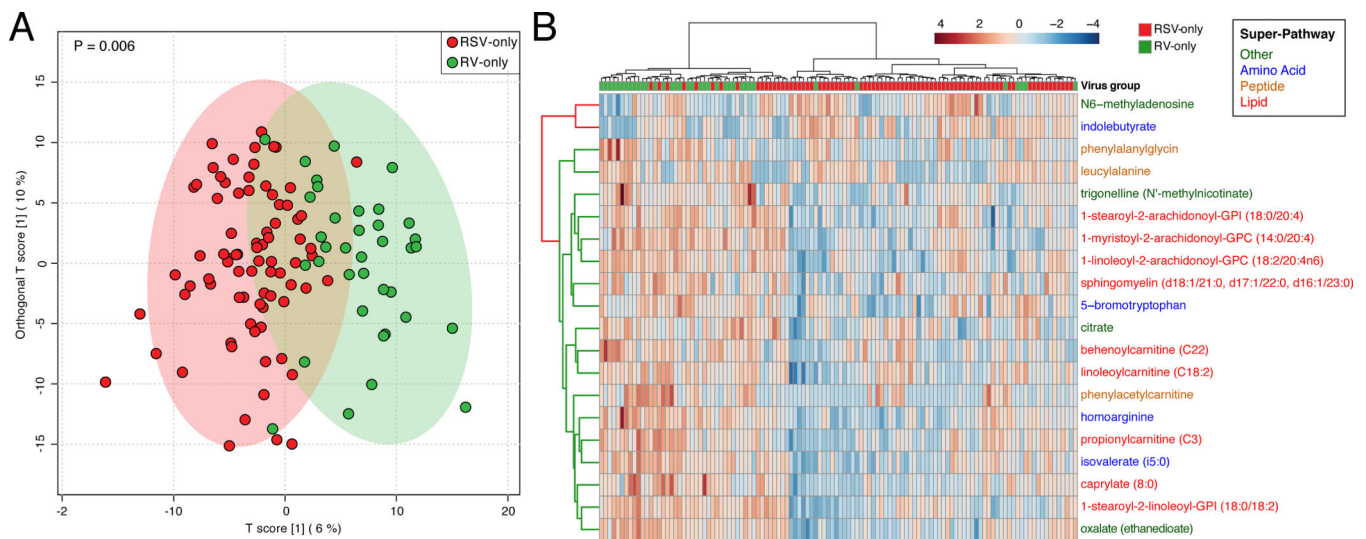 A
P = 0.006
RSV-only
RV-only
Orthogonal T score [1] ( 10 %)
15
10
5
0
-5
-10
-15
-2
-10
0
10
20
T score [1] ( 6 %)
B
4 2 0 −2 −4
RSV-only
RV-only
Super-Pathway
Other
Amino Acid
Peptide
Lipid
Virus group
N6−methyladenosine
indolebutyrate
phenylalanylglycin
leucylalanine
trigonelline (N'−methylnicotinate)
1-stearoyl-2-arachidonoyl-GPI (18:0/20:4)
1-myristoyl-2-arachidonoyl-GPC (14:0/20:4)
1-linoleoyl-2-arachidonoyl-GPC (18:2/20:4n6)
sphingomyelin (d18:1/21:0, d17:1/22:0, d16:1/23:0)
5−bromotryptophan
citrate
behenoylcarnitine (C22)
linoleoylcarnitine (C18:2)
phenylacetylcarnitine
homoarginine
propionylcarnitine (C3)
isovalerate (i5:0)
caprylate (8:0)
1-stearoyl-2-linoleoyl-GPI (18:0/18:2)
oxalate (ethanedioate)